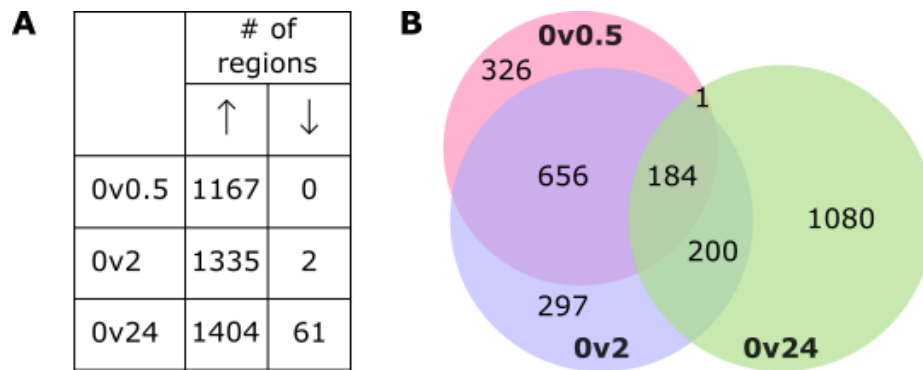 A
# of
regions
↑ ↓
0v0.5 1167 0
0v2 1335 2
0v24 1404 61
B
0v0.5
326
1
656 184
1080
200
297
0v2 0v24